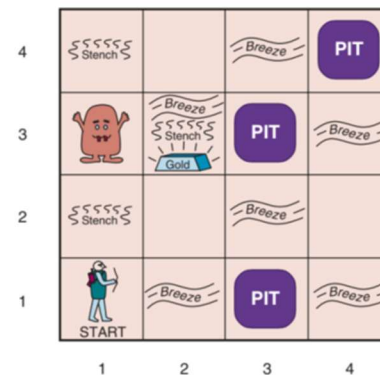 4 Stench Breeze PIT
Breeze
3 Stench PIT Breeze
Gold
2 Stench Breeze
1 Breeze PIT Breeze
START
1 2 3 4